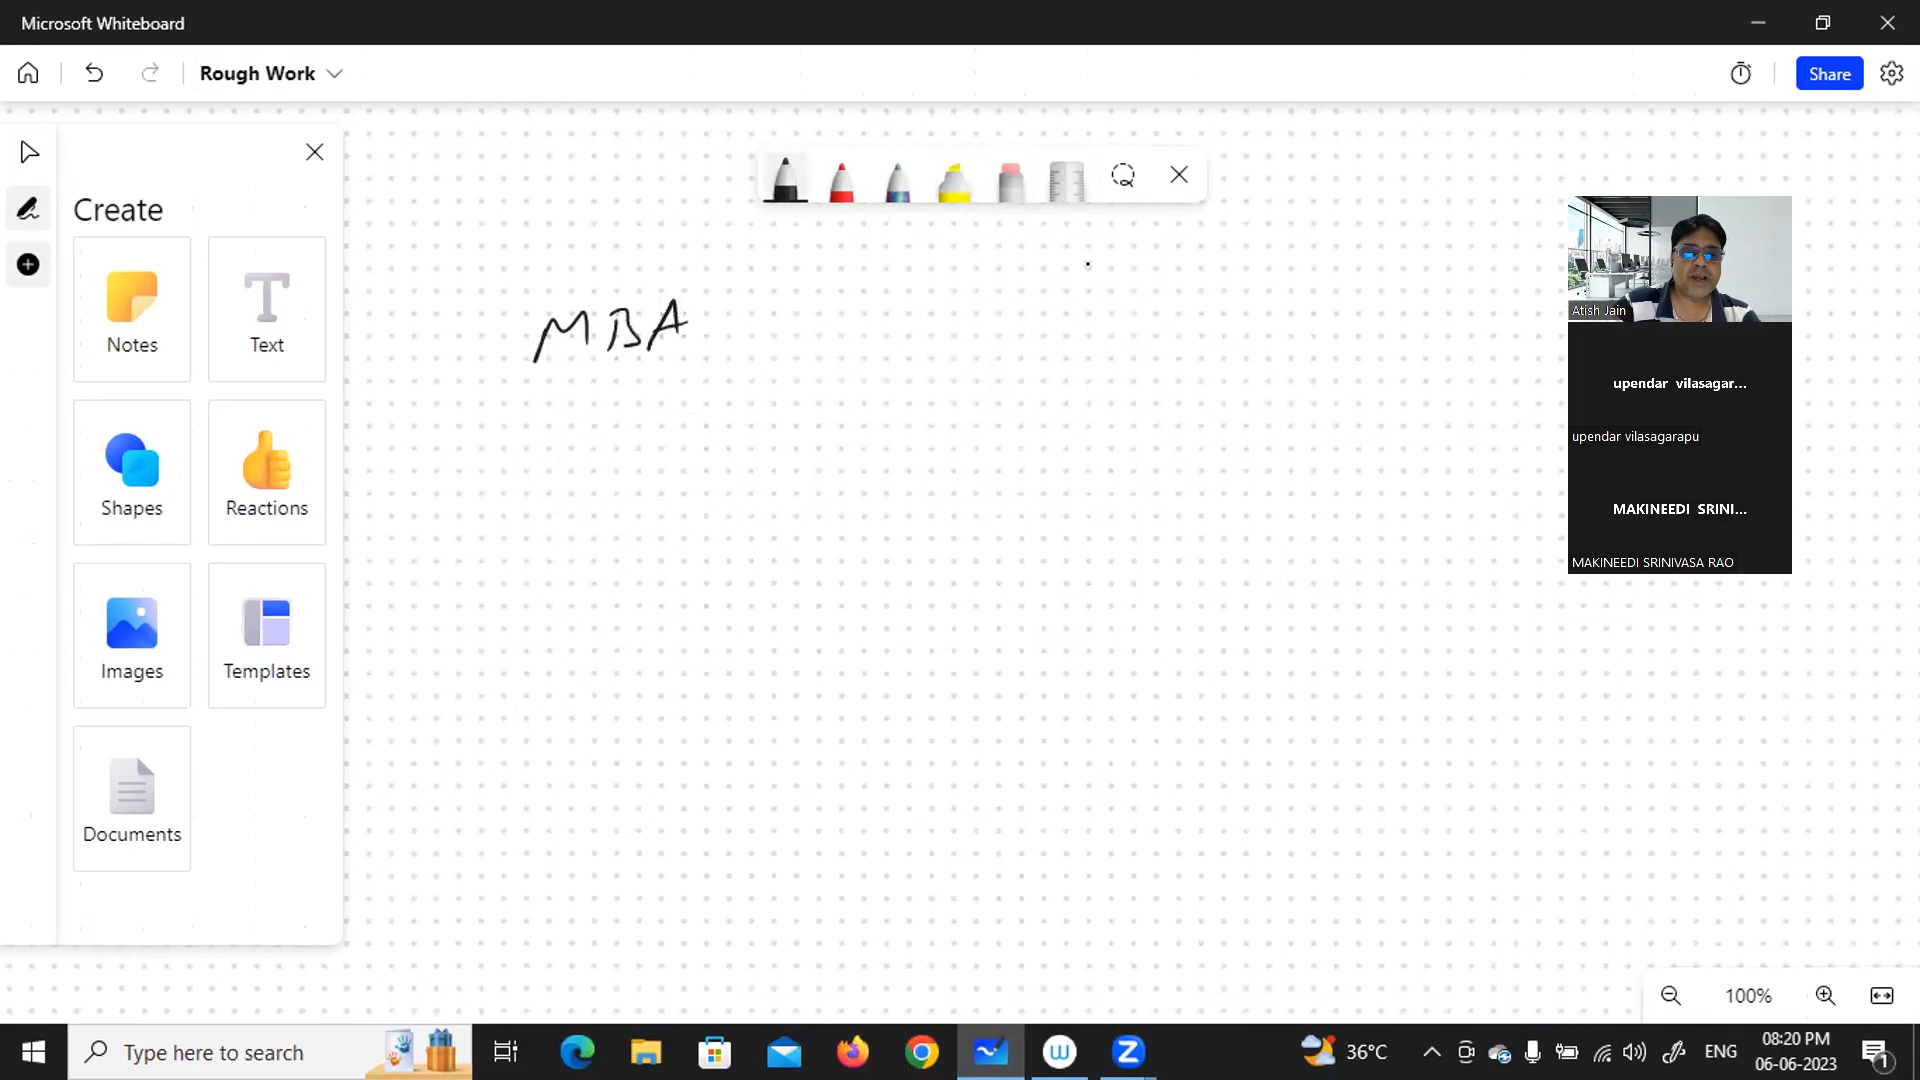 Microsoft Whiteboard
Rough Work
Share
Create
Notes
Text
Shapes
Reactions
Images
Templates
Documents
MBA
Atish Jain
upendar vilasagar...
upendar vilasagarapu
MAKINEEDI SRINI...
MAKINEEDI SRINIVASA RAO
100%
Type here to search
36°C
ENG
08:20 PM
06-06-2023
1